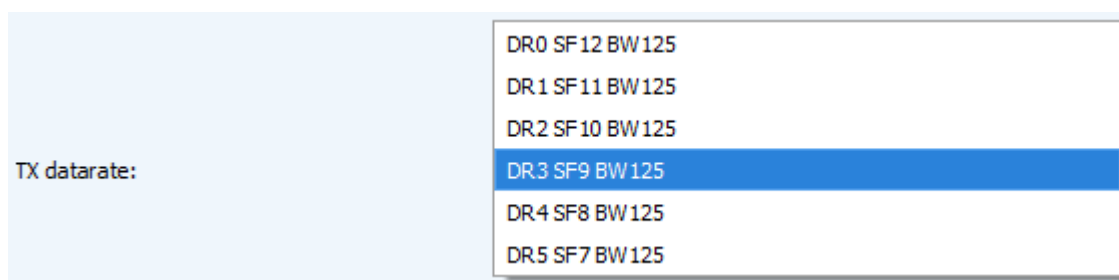 DR0 SF12 BW125
DR1 SF11 BW125
DR2 SF10 BW125
TX datarate:
DR3 SF9 BW125
DR4 SF8 BW125
DR5 SF7 BW125